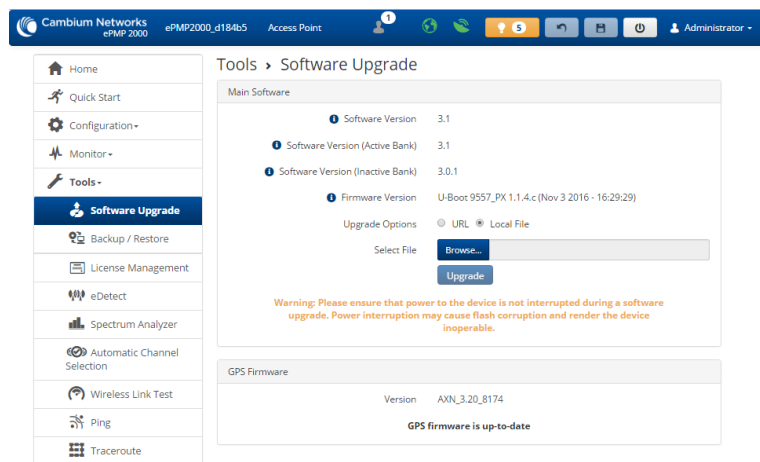 Cambium Networks
ePMP 2000
ePMP2000_d184b5
Access Point
1
5
Administrator
Home
Quick Start
Configuration
Monitor
Tools
Software Upgrade
Backup / Restore
License Management
eDetect
Spectrum Analyzer
Automatic Channel
Selection
Wireless Link Test
Ping
Traceroute
Tools > Software Upgrade
Main Software
Software Version 3.1
Software Version (Active Bank) 3.1
Software Version (Inactive Bank) 3.0.1
Firmware Version U-Boot 9557_PX 1.1.4.c (Nov 3 2016 - 16:29:29)
Upgrade Options URL Local File
Select File Browse...
Upgrade
Warning: Please ensure that power to the device is not interrupted during a software
upgrade. Power interruption may cause flash corruption and render the device
inoperable.
GPS Firmware
Version AXN_3.20_8174
GPS firmware is up-to-date